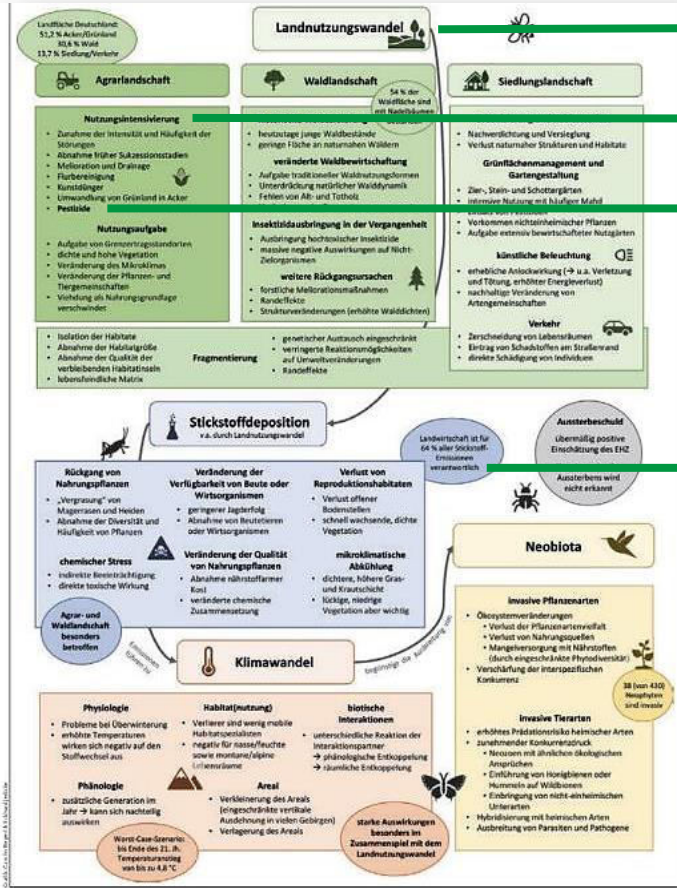 Landfläche Deutschland:
51,2 % Acker/Grünland
30,6 % Wald
13,7 % Siedlung/Verkehr
Landnutzungswandel
Agrarlandschaft
Nutzungsintensivierung
• Zunahme der Intensität und Häufigkeit der
Störungen
• Abnahme früher Sukzessionsstadien
• Melioration und Drainage
• Flurbereinigung
• Kunstdünger
• Umwandlung von Grünland in Acker
• Pestizide
Nutzungsaufgabe
• Aufgabe von Grenzertragsstandorten
• dichte und hohe Vegetation
• Veränderung des Mikroklimas
• Veränderung der Pflanzen- und
Tiergemeinschaften
• Viehdung als Nahrungsgrundlage
verschwindet
Waldlandschaft
54 % der
Waldfläche sind
mit Nadelbäumen
• heutzutage junge Waldbestände
• geringe Fläche an naturnahen Wäldern
veränderte Waldbewirtschaftung
• Aufgabe traditioneller Waldnutzungsformen
• Unterdrückung natürlicher Walddynamik
• Fehlen von Alt- und Totholz
Insektizidausbringung in der Vergangenheit
• Ausbringung hochtoxischer Insektizide
• massive negative Auswirkungen auf Nicht-
Zielorganismen
weitere Rückgangsursachen
• forstliche Meliorationsmaßnahmen
• Randeffekte
• Strukturveränderungen (erhöhte Walddichten)
Siedlungslandschaft
• Nachverdichtung und Versieglung
• Verlust naturnaher Strukturen und Habitate
Grünflächenmanagement und
Gartengestaltung
• Zier-, Stein- und Schottergärten
• intensive Nutzung mit häufiger Mahd
• Vorkommen nichteinheimischer Pflanzen
• Aufgabe extensiv bewirtschafteter Nutzgärten
künstliche Beleuchtung
• erhebliche Anlockwirkung (→ u.a. Verletzung
und Tötung, erhöhter Energieverlust)
• nachhaltige Veränderung von
Artengemeinschaften
Verkehr
• Zerschneidung von Lebensräumen
• Eintrag von Schadstoffen am Straßenrand
• direkte Schädigung von Individuen
• Isolation der Habitate
• Abnahme der Habitatgröße
• Abnahme der Qualität der
verbleibenden Habitatinseln
• lebensfeindliche Matrix
Fragmentierung
• genetischer Austausch eingeschränkt
• verringerte Reaktionsmöglichkeiten
auf Umweltveränderungen
• Randeffekte
Stickstoffdeposition
v.a. durch Landnutzungswandel
Landwirtschaft ist für
64 % aller Stickstoff-
Emissionen
verantwortlich
Aussterbeschuld
übermäßig positive
Einschätzung des EHZ
Aussterbens wird
nicht erkannt
Rückgang von
Nahrungspflanzen
• „Vergrasung“ von
Magerrasen und Heiden
• Abnahme der Diversität und
Häufigkeit von Pflanzen
chemischer Stress
• indirekte Beeinträchtigung
• direkte toxische Wirkung
Veränderung der
Verfügbarkeit von Beute oder
Wirtsorganismen
• geringerer Jagderfolg
• Abnahme von Beutetieren
oder Wirtsorganismen
Veränderung der Qualität
von Nahrungspflanzen
• Abnahme nährstoffarmer
Kost
• veränderte chemische
Zusammensetzung
Verlust von
Reproduktionshabitaten
• Verlust offener
Bodenstellen
• schnell wachsende, dichte
Vegetation
mikroklimatische
Abkühlung
• dichtere, höhere Gras-
und Krautschicht
• lückige, niedrige
Vegetation aber wichtig
Agrar- und
Waldlandschaft
besonders
betroffen
Emissionen
führen zu
Klimawandel
begünstigt die Ausbreitung von
Neobiota
invasive Pflanzenarten
• Ökosystemveränderungen
• Verlust der Pflanzenartenvielfalt
• Verlust von Nahrungsquellen
• Mangelversorgung mit Nährstoffen
(durch eingeschränkte Phytodiversität)
• Verschärfung der interspezifischen
Konkurrenz
38 (von 430)
Neophyten
sind invasiv
invasive Tierarten
• erhöhtes Prädationsrisiko heimischer Arten
• zunehmender Konkurrenzdruck
• Neozoen mit ähnlichen ökologischen
Ansprüchen
• Einführung von Honigbienen oder
Hummeln auf Wildbienen
• Einbringung von nicht-einheimischen
Unterarten
• Hybridisierung mit heimischen Arten
• Ausbreitung von Parasiten und Pathogene
Physiologie
• Probleme bei Überwinterung
• erhöhte Temperaturen
wirken sich negativ auf den
Stoffwechsel aus
Phänologie
• zusätzliche Generation im
Jahr → kann sich nachteilig
auswirken
Habitat(nutzung)
• Verlierer sind wenig mobile
Habitatspezialisten
• negativ für nasse/feuchte
sowie montane/alpine
Lebensräume
Areal
• Verkleinerung des Areals
(eingeschränkte vertikale
Ausdehnung in vielen Gebirgen)
• Verlagerung des Areals
biotische
Interaktionen
• unterschiedliche Reaktion der
Interaktionspartner
→ phänologische Entkoppelung
→ räumliche Entkoppelung
Worst-Case-Szenario:
bis Ende des 21. Jh.
Temperaturanstieg
von bis zu 4,8 °C
starke Auswirkungen
besonders im
Zusammenspiel mit dem
Landnutzungswandel